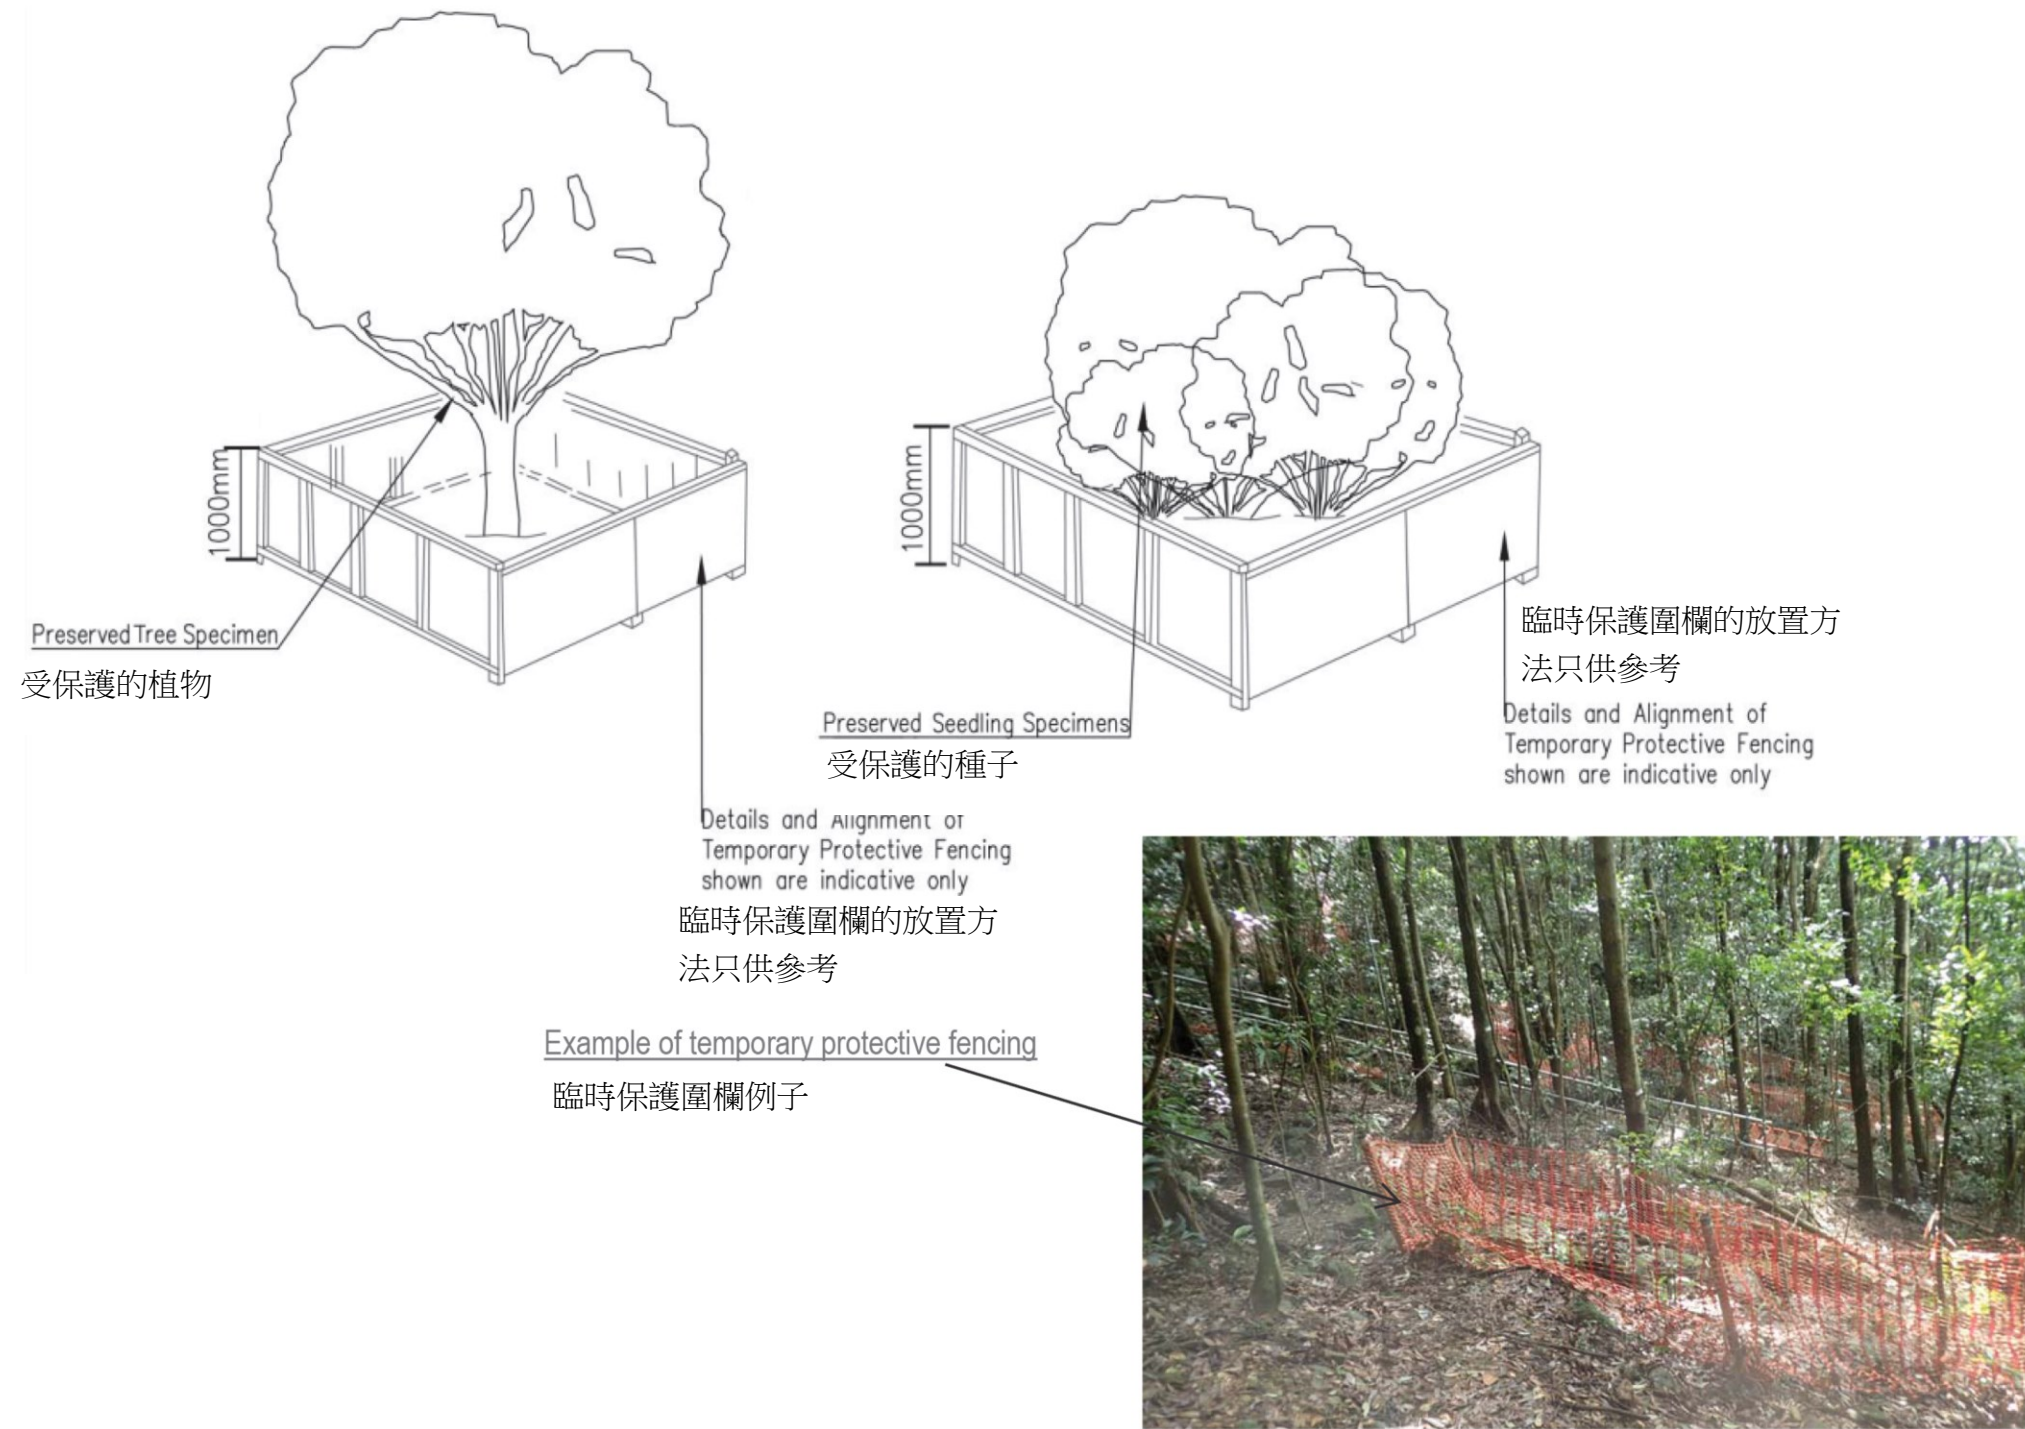 1000mm
Preserved Tree Specimen
受保護的植物
1000mm
Preserved Seedling Specimens
受保護的種子
臨時保護圍欄的放置方
法只供參考
Details and Alignment of
Temporary Protective Fencing
shown are indicative only
Details and Alignment of
Temporary Protective Fencing
shown are indicative only
臨時保護圍欄的放置方
法只供參考
Example of temporary protective fencing
臨時保護圍欄例子